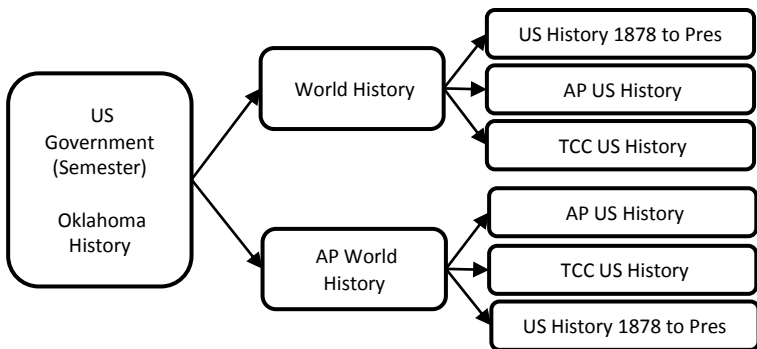 US
Government
(Semester)
Oklahoma
History
World History
AP World
History
US History 1878 to Pres
AP US History
TCC US History
AP US History
TCC US History
US History 1878 to Pres